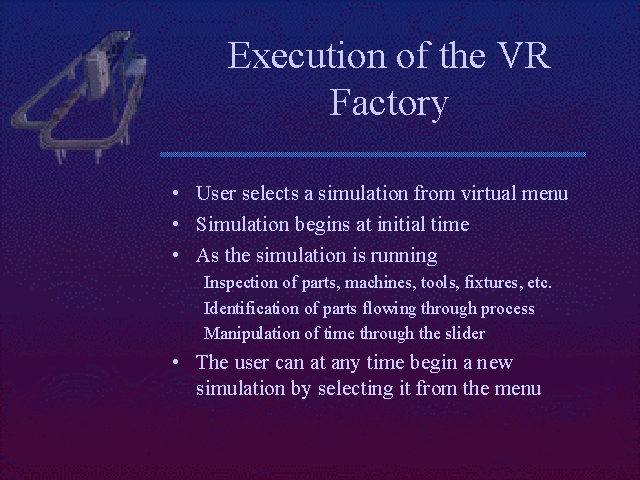 Execution of the VR
Factory
• User selects a simulation from virtual menu
• Simulation begins at initial time
• As the simulation is running
Inspection of parts, machines, tools, fixtures, etc.
Identification of parts flowing through process
Manipulation of time through the slider
• The user can at any time begin a new
simulation by selecting it from the menu